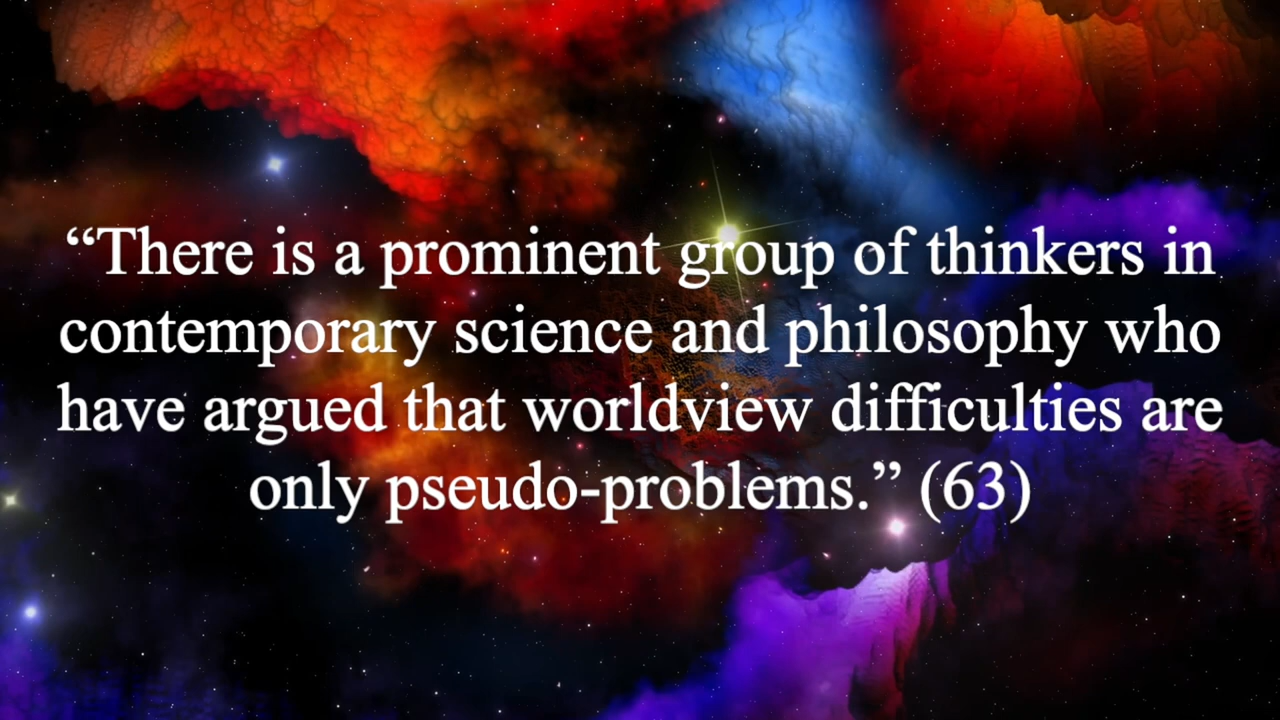 “There is a prominent group of thinkers in
contemporary science and philosophy who
have argued that worldview difficulties are
only pseudo-problems.” (63)